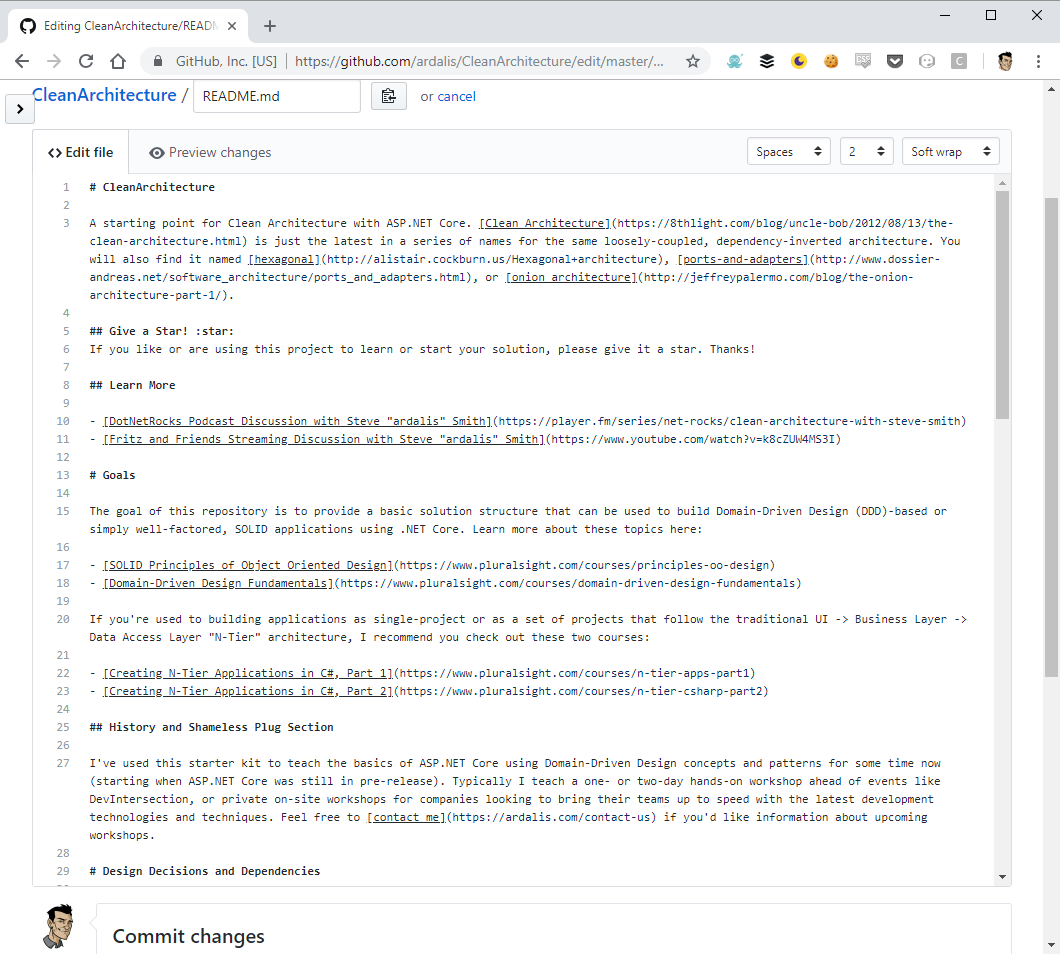 Editing CleanArchitecture/READM
GitHub, Inc. [US] | https://github.com/ardalis/CleanArchitecture/edit/master/...
CSP
C
CleanArchitecture / README.md or cancel
<> Edit file Preview changes Spaces 2 Soft wrap
1 # CleanArchitecture
2
3 A starting point for Clean Architecture with ASP.NET Core. [Clean Architecture](https://8thlight.com/blog/uncle-bob/2012/08/13/the-
clean-architecture.html) is just the latest in a series of names for the same loosely-coupled, dependency-inverted architecture. You
will also find it named [hexagonal](http://alistair.cockburn.us/Hexagonal+architecture), [ports-and-adapters](http://www.dossier-
andreas.net/software_architecture/ports_and_adapters.html), or [onion architecture](http://jeffreypalermo.com/blog/the-onion-
architecture-part-1/).
4
5 ## Give a Star! :star:
6 If you like or are using this project to learn or start your solution, please give it a star. Thanks!
7
8 ## Learn More
9
10 - [DotNetRocks Podcast Discussion with Steve "ardalis" Smith](https://player.fm/series/net-rocks/clean-architecture-with-steve-smith)
11 - [Fritz and Friends Streaming Discussion with Steve "ardalis" Smith](https://www.youtube.com/watch?v=k8cZUW4MS3I)
12
13 # Goals
14
15 The goal of this repository is to provide a basic solution structure that can be used to build Domain-Driven Design (DDD)-based or
simply well-factored, SOLID applications using .NET Core. Learn more about these topics here:
16
17 - [SOLID Principles of Object Oriented Design](https://www.pluralsight.com/courses/principles-oo-design)
18 - [Domain-Driven Design Fundamentals](https://www.pluralsight.com/courses/domain-driven-design-fundamentals)
19
20 If you're used to building applications as single-project or as a set of projects that follow the traditional UI -> Business Layer ->
Data Access Layer "N-Tier" architecture, I recommend you check out these two courses:
21
22 - [Creating N-Tier Applications in C#, Part 1](https://www.pluralsight.com/courses/n-tier-apps-part1)
23 - [Creating N-Tier Applications in C#, Part 2](https://www.pluralsight.com/courses/n-tier-csharp-part2)
24
25 ## History and Shameless Plug Section
26
27 I've used this starter kit to teach the basics of ASP.NET Core using Domain-Driven Design concepts and patterns for some time now
(starting when ASP.NET Core was still in pre-release). Typically I teach a one- or two-day hands-on workshop ahead of events like
DevIntersection, or private on-site workshops for companies looking to bring their teams up to speed with the latest development
technologies and techniques. Feel free to [contact me](https://ardalis.com/contact-us) if you'd like information about upcoming
workshops.
28
29 # Design Decisions and Dependencies
Commit changes